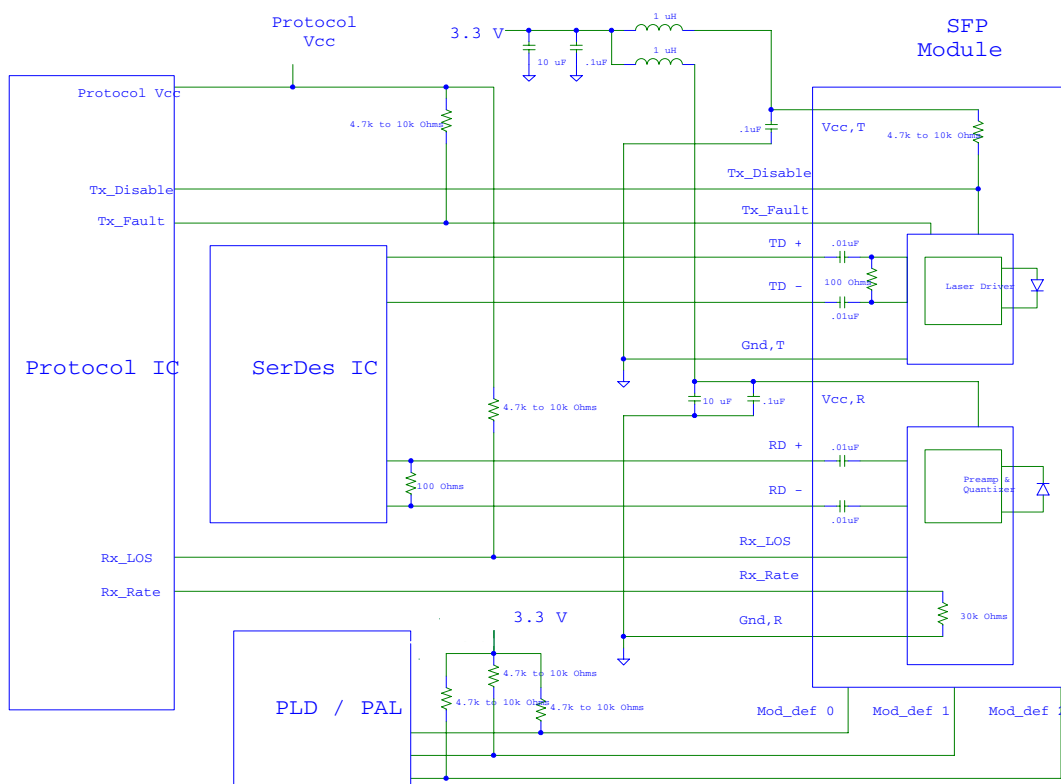 1 uH
Protocol
Vcc
SFP
Module
3.3 V
1 uH
10 uF
.1uF
Protocol Vcc
4.7k to 10k Ohms
.1uF
Vcc,T
4.7k to 10k Ohms
Tx_Disable
Tx_Disable
Tx_Fault
Tx_Fault
TD +
.01uF
100 Ohms
TD -
Laser Driver
.01uF
Gnd,T
Protocol IC
SerDes IC
10 uF
.1uF
Vcc,R
4.7k to 10k Ohms
RD +
.01uF
100 Ohms
RD -
Preamp &
Quantizer
.01uF
Rx_LOS
Rx_LOS
Rx_Rate
Rx_Rate
3.3 V
Gnd,R
30k Ohms
4.7k to 10k Ohms
4.7k to 10k Ohms
4.7k to 10k Ohms
PLD / PAL
Mod_def 0
Mod_def 1
Mod_def 2